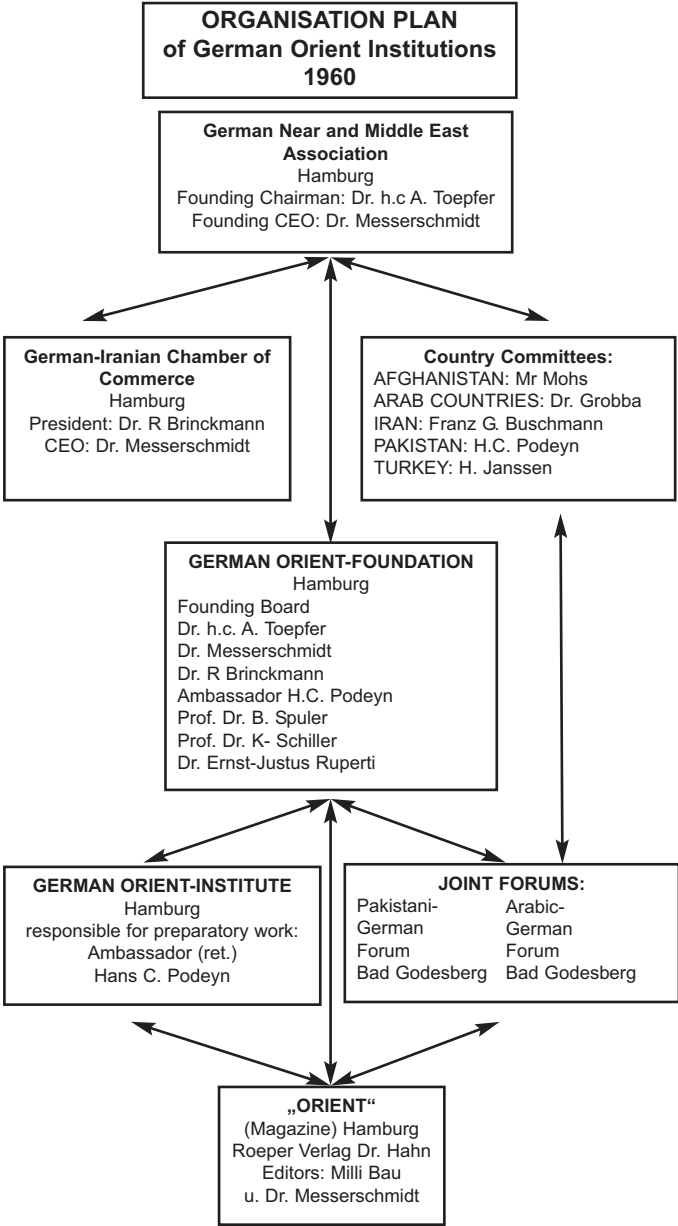 ORGANISATION PLAN
of German Orient Institutions
1960
German Near and Middle East
Association
Hamburg
Founding Chairman: Dr. h.c A. Toepfer
Founding CEO: Dr. Messerschmidt
German-Iranian Chamber of
Commerce
Hamburg
President: Dr. R Brinckmann
CEO: Dr. Messerschmidt
Country Committees:
AFGHANISTAN: Mr Mohs
ARAB COUNTRIES: Dr. Grobba
IRAN: Franz G. Buschmann
PAKISTAN: H.C. Podeyn
TURKEY: H. Janssen
GERMAN ORIENT-FOUNDATION
Hamburg
Founding Board
Dr. h.c. A. Toepfer
Dr. Messerschmidt
Dr. R Brinckmann
Ambassador H.C. Podeyn
Prof. Dr. B. Spuler
Prof. Dr. K- Schiller
Dr. Ernst-Justus Ruperti
GERMAN ORIENT-INSTITUTE
Hamburg
responsible for preparatory work:
Ambassador (ret.)
Hans C. Podeyn
JOINT FORUMS:
Pakistani-
German
Forum
Bad Godesberg
Arabic-
German
Forum
Bad Godesberg
„ORIENT“
(Magazine) Hamburg
Roeper Verlag Dr. Hahn
Editors: Milli Bau
u. Dr. Messerschmidt